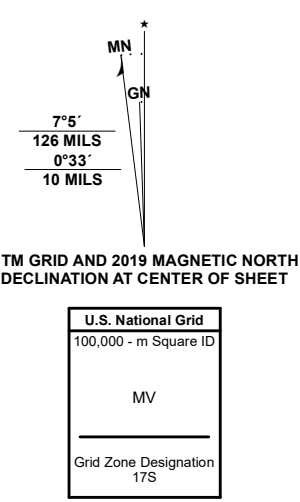 MN
GN
7°5´
126 MILS
0°33´
10 MILS
TM GRID AND 2019 MAGNETIC NORTH
DECLINATION AT CENTER OF SHEET
U.S. National Grid
100,000 - m Square ID
MV
Grid Zone Designation
17S